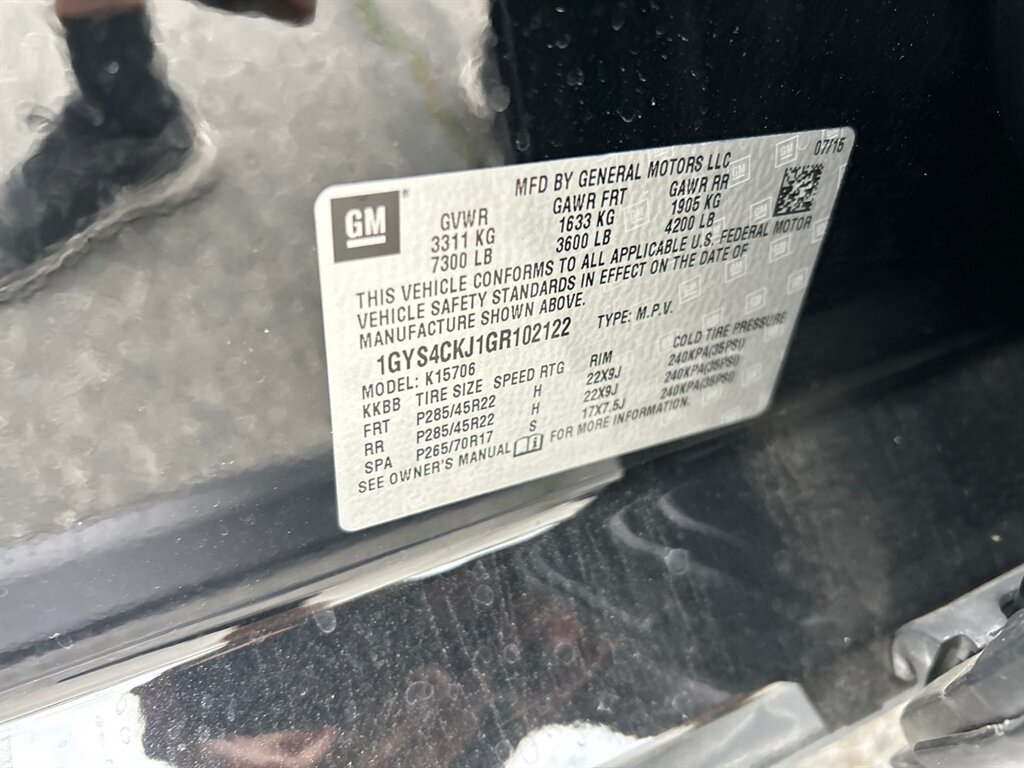 GM
MFD BY GENERAL MOTORS LLC 07/15
GVWR GAWR FRT GAWR RR
3311 KG 1633 KG 1905 KG
7300 LB 3600 LB 4200 LB
THIS VEHICLE CONFORMS TO ALL APPLICABLE U.S. FEDERAL MOTOR
VEHICLE SAFETY STANDARDS IN EFFECT ON THE DATE OF
MANUFACTURE SHOWN ABOVE.
1GYS4CKJ1GR102122 TYPE: M.P.V.
MODEL: K15706
KKBB TIRE SIZE SPEED RTG RIM COLD TIRE PRESSURE
FRT P285/45R22 H 22X9J 240KPA(35PSI)
RR P285/45R22 H 22X9J 240KPA(35PSI)
SPA P265/70R17 S 17X7.5J 240KPA(35PSI)
SEE OWNER'S MANUAL FOR MORE INFORMATION.